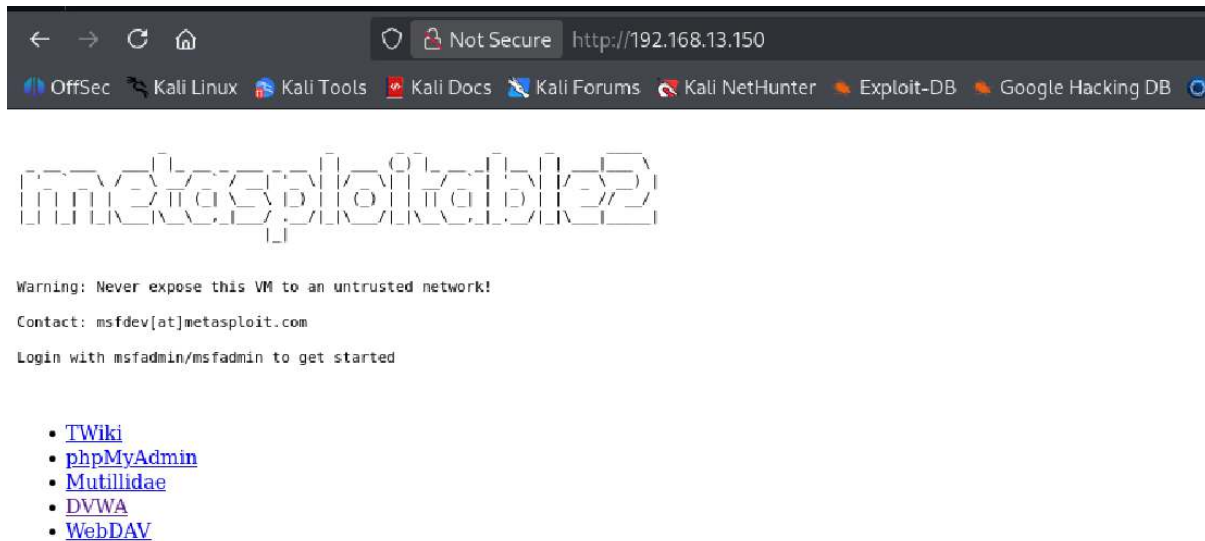 Not Secure http://192.168.13.150
OffSec Kali Linux Kali Tools Kali Docs Kali Forums Kali NetHunter Exploit-DB Google Hacking DB
metasploitable2
Warning: Never expose this VM to an untrusted network!
Contact: msfdev[at]metasploit.com
Login with msfadmin/msfadmin to get started
TWiki
phpMyAdmin
Mutillidae
DVWA
WebDAV